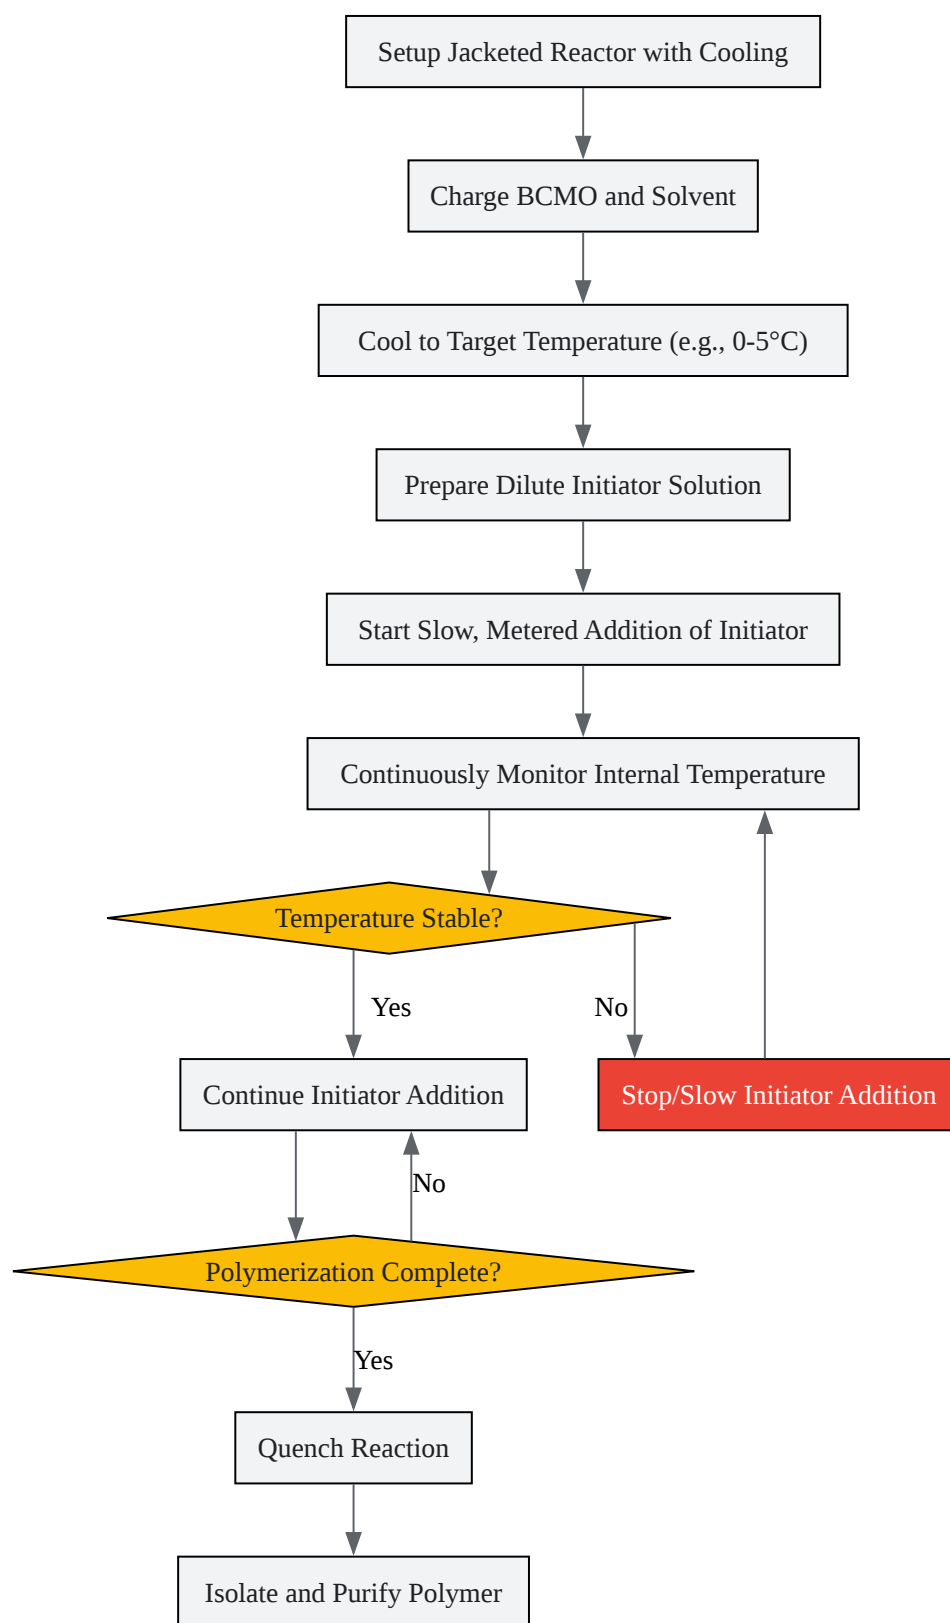 Setup Jacketed Reactor with Cooling
Charge BCMO and Solvent
Cool to Target Temperature (e.g., 0-5°C)
Prepare Dilute Initiator Solution
Start Slow, Metered Addition of Initiator
Continuously Monitor Internal Temperature
Temperature Stable?
Yes
No
Continue Initiator Addition
Stop/Slow Initiator Addition
No
Polymerization Complete?
Yes
Quench Reaction
Isolate and Purify Polymer